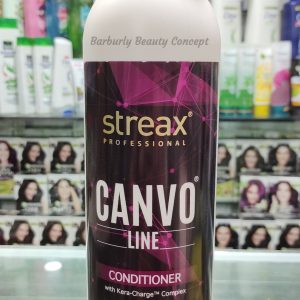 Barburly Beauty Concept
streax®
PROFESSIONAL
CANVO®
LINE
CONDITIONER
with Kera-Charge™ Complex